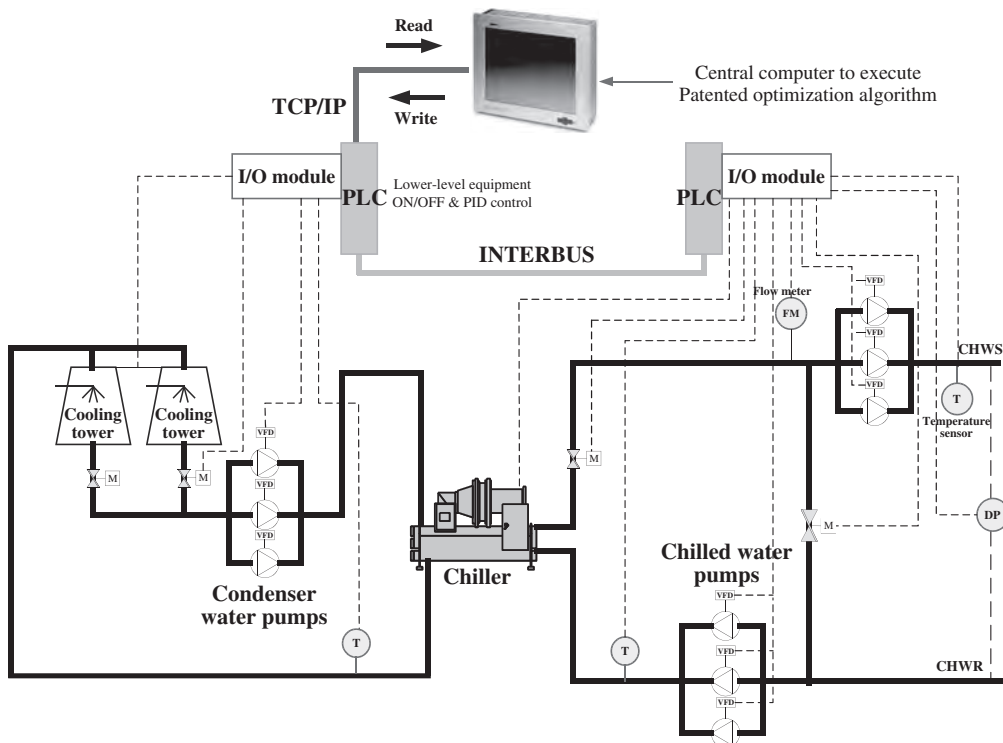 Read
TCP/IP
Write
Central computer to execute
Patented optimization algorithm
I/O module
PLC
Lower-level equipment
ON/OFF & PID control
PLC
I/O module
INTERBUS
Flow meter
FM
VFD
VFD
VFD
CHWS
T
Temperature
sensor
Cooling
tower
Cooling
tower
M
M
VFD
VFD
VFD
Condenser
water pumps
T
Chiller
M
M
DP
Chilled water
pumps
VFD
VFD
VFD
T
CHWR